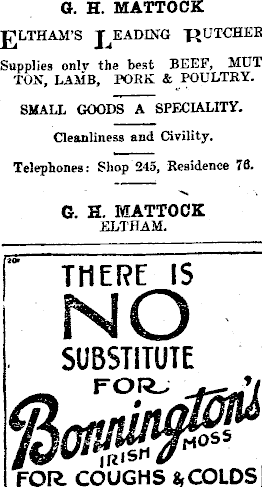 G. H. MATTOCK
ELTHAM'S LEADING BUTCHER
Supplies only the best BEEF, MUT
TON, LAMB, PORK & POULTRY.
SMALL GOODS A SPECIALITY.
Cleanliness and Civility.
Telephones: Shop 245, Residence 76.
G. H. MATTOCK
ELTHAM.
THERE IS
NO
SUBSTITUTE
FOR
Bonnington's
IRISH MOSS
FOR COUGHS & COLDS